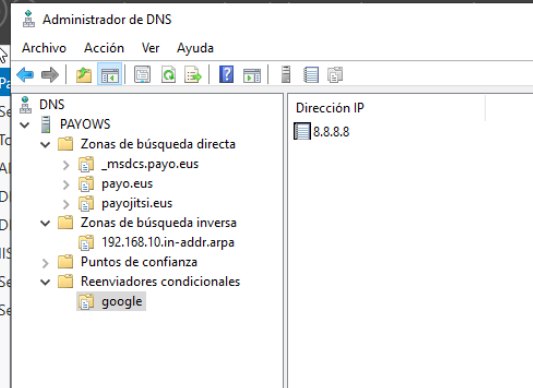 Administrador de DNS
Archivo Acción Ver Ayuda
DNS
PAYOWS
Zonas de búsqueda directa
_msdcs.payo.eus
payo.eus
payojitsi.eus
Zonas de búsqueda inversa
192.168.10.in-addr.arpa
Puntos de confianza
Reenviadores condicionales
google
Dirección IP
8.8.8.8